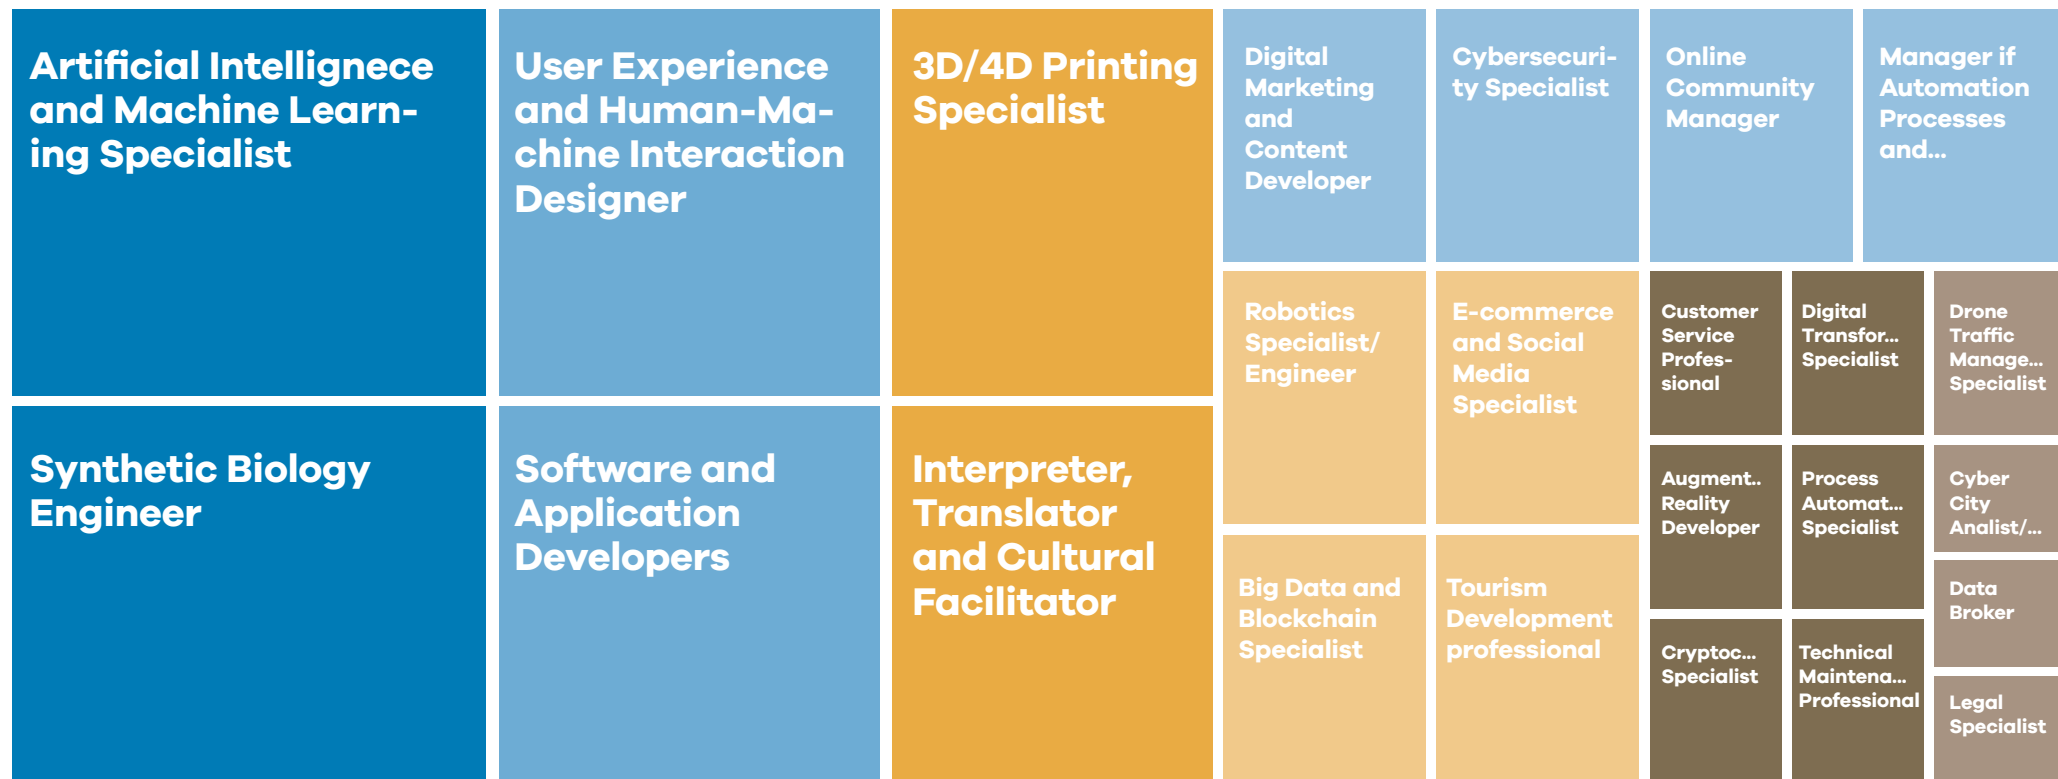 Artificial Intellignece
and Machine Learn-
ing Specialist
User Experience
and Human-Ma-
chine Interaction
Designer
3D/4D Printing
Specialist
Digital
Marketing
and
Content
Developer
Cybersecuri-
ty Specialist
Online
Community
Manager
Manager if
Automation
Processes
and...
Robotics
Specialist/
Engineer
E-commerce
and Social
Media
Specialist
Customer
Service
Profes-
sional
Digital
Transfor...
Specialist
Drone
Traffic
Manage...
Specialist
Synthetic Biology
Engineer
Software and
Application
Developers
Interpreter,
Translator
and Cultural
Facilitator
Augment..
Reality
Developer
Process
Automat...
Specialist
Cyber
City
Analist/...
Big Data and
Blockchain
Specialist
Tourism
Development
professional
Data
Broker
Cryptoc...
Specialist
Technical
Maintena...
Professional
Legal
Specialist